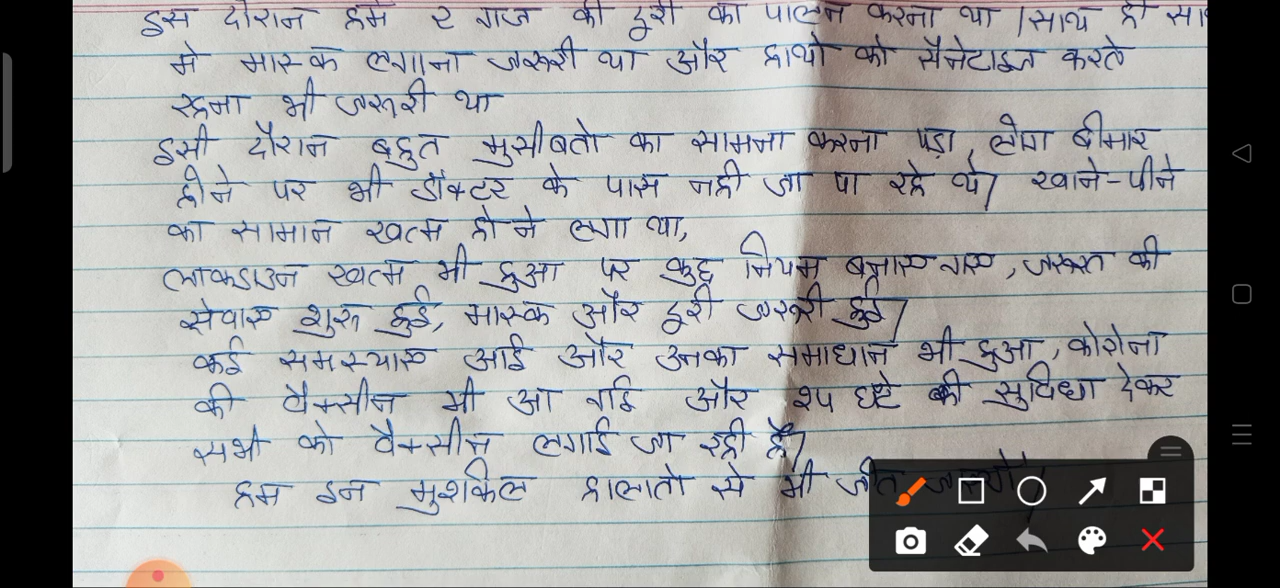 इस दौरान हमे २ गज की दूरी का पालन करना था। साथ ही सा
मे मास्क लगाना जरूरी था और हाथो को सैनेटाइज करते
रहना भी जरूरी था
इसी दौरान बहुत मुसीबतो का सामना करना पड़ा, लोग बीमार
होने पर भी डॉक्टर के पास नही जा पा रहे थे। खाने-पीने
का सामान खत्म होने लगा था,
लाकडाउन खत्म भी हुआ पर कुछ नियम बनाए गए, जरूरत की
सेवाए शुरू हुई, मास्क और दूरी जरूरी हुई।
कई समस्याए आई और उनका समाधान भी हुआ, कोरोना
की वैक्सीन भी आ गई और २५ घंटे की सुविधा देकर
सभी को वैक्सीन लगाई जा रही है।
हम इन मुशकिल हालातो से भी जीत